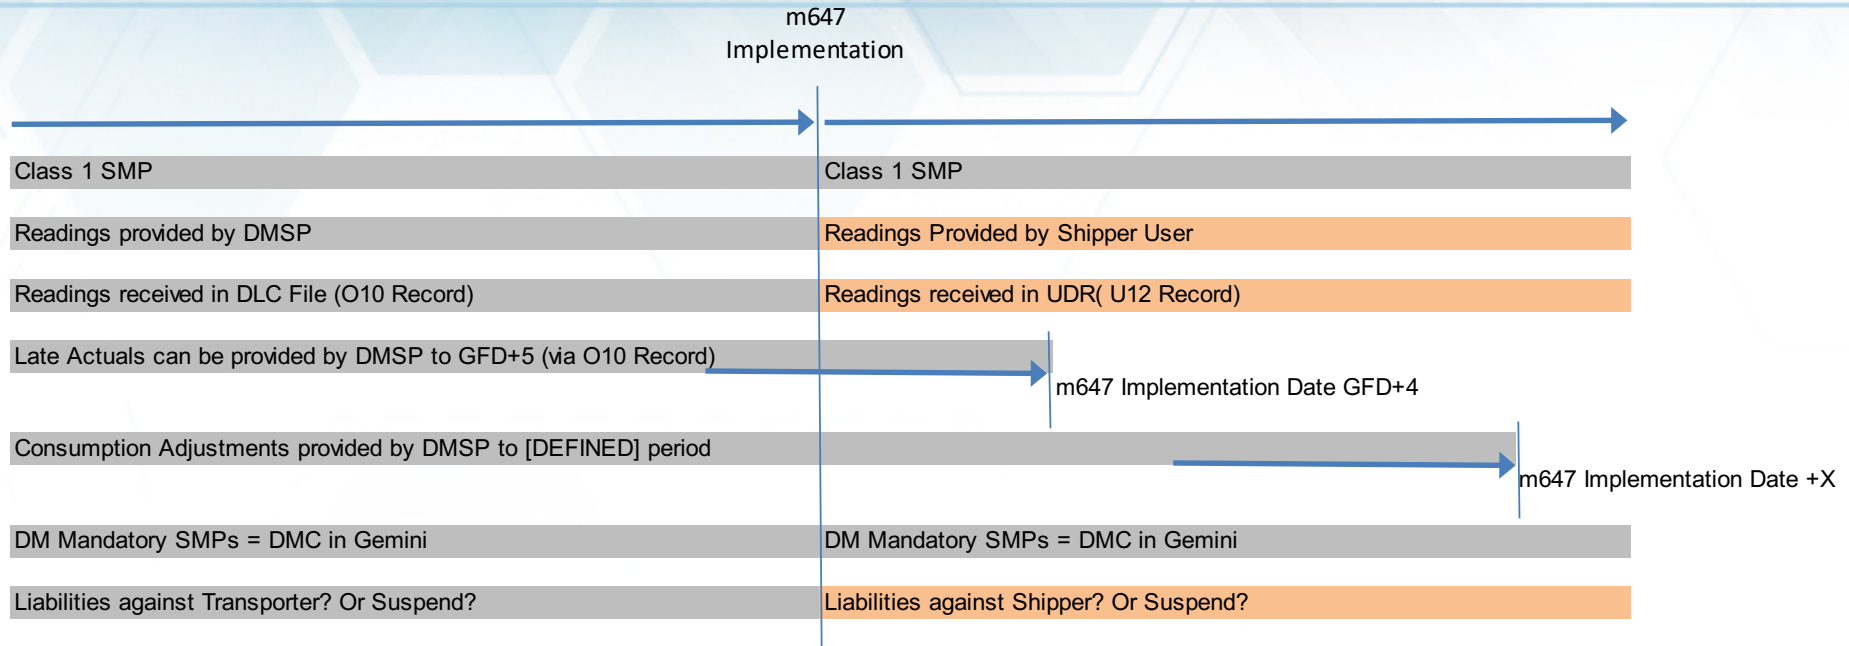 m647
Implementation
Class 1 SMP
Class 1 SMP
Readings provided by DMSP
Readings Provided by Shipper User
Readings received in DLC File (O10 Record)
Readings received in UDR( U12 Record)
Late Actuals can be provided by DMSP to GFD+5 (via O10 Record)
m647 Implementation Date GFD+4
Consumption Adjustments provided by DMSP to [DEFINED] period
m647 Implementation Date +X
DM Mandatory SMPs = DMC in Gemini
DM Mandatory SMPs = DMC in Gemini
Liabilities against Transporter? Or Suspend?
Liabilities against Shipper? Or Suspend?